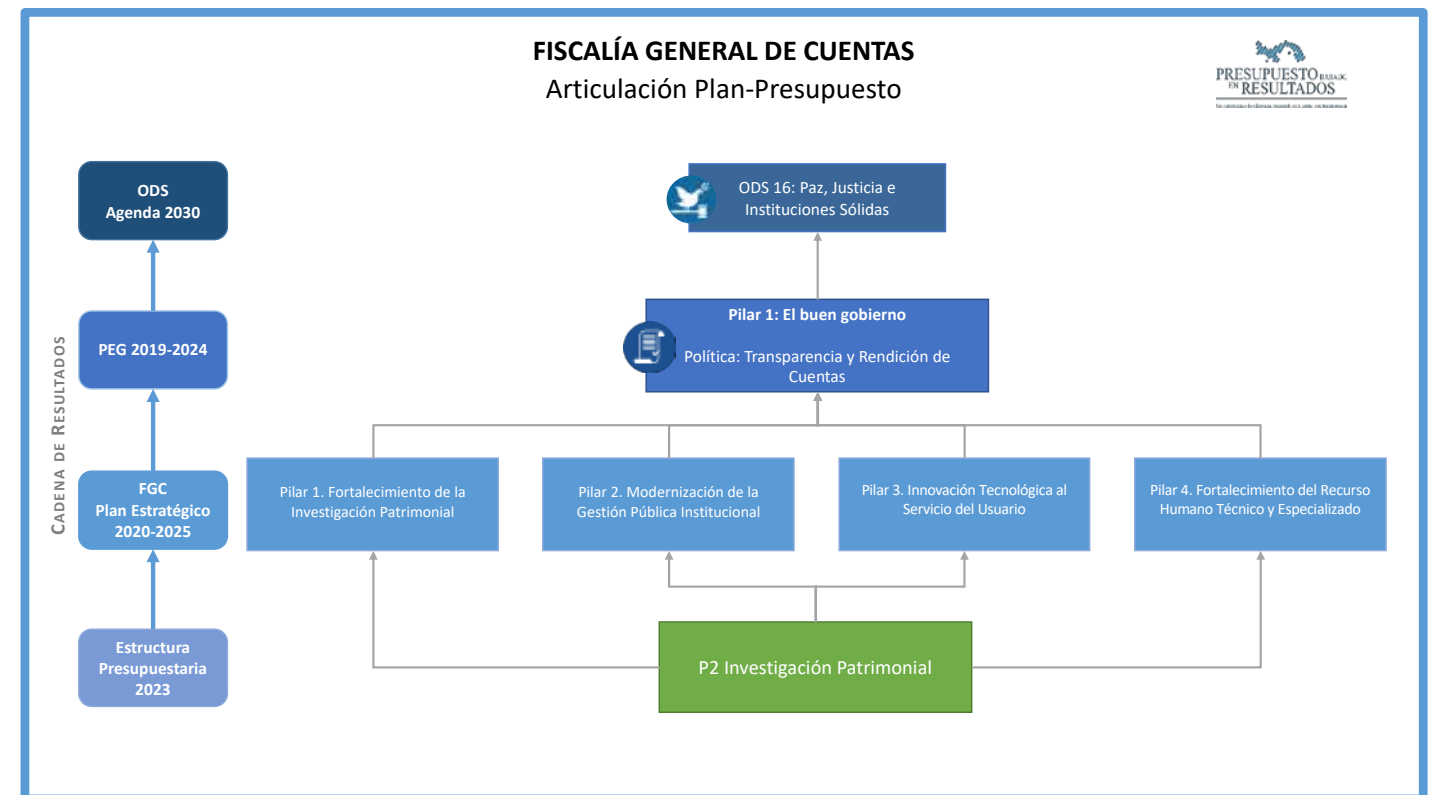 FISCALÍA GENERAL DE CUENTAS
Articulación Plan-Presupuesto
PRESUPUESTO BASADO
EN RESULTADOS
CADENA DE RESULTADOS
ODS
Agenda 2030
ODS 16: Paz, Justicia e
Instituciones Sólidas
PEG 2019-2024
Pilar 1: El buen gobierno
Política: Transparencia y Rendición de
Cuentas
FGC
Plan Estratégico
2020-2025
Pilar 1. Fortalecimiento de la
Investigación Patrimonial
Pilar 2. Modernización de la
Gestión Pública Institucional
Pilar 3. Innovación Tecnológica al
Servicio del Usuario
Pilar 4. Fortalecimiento del Recurso
Humano Técnico y Especializado
Estructura
Presupuestaria
2023
P2 Investigación Patrimonial